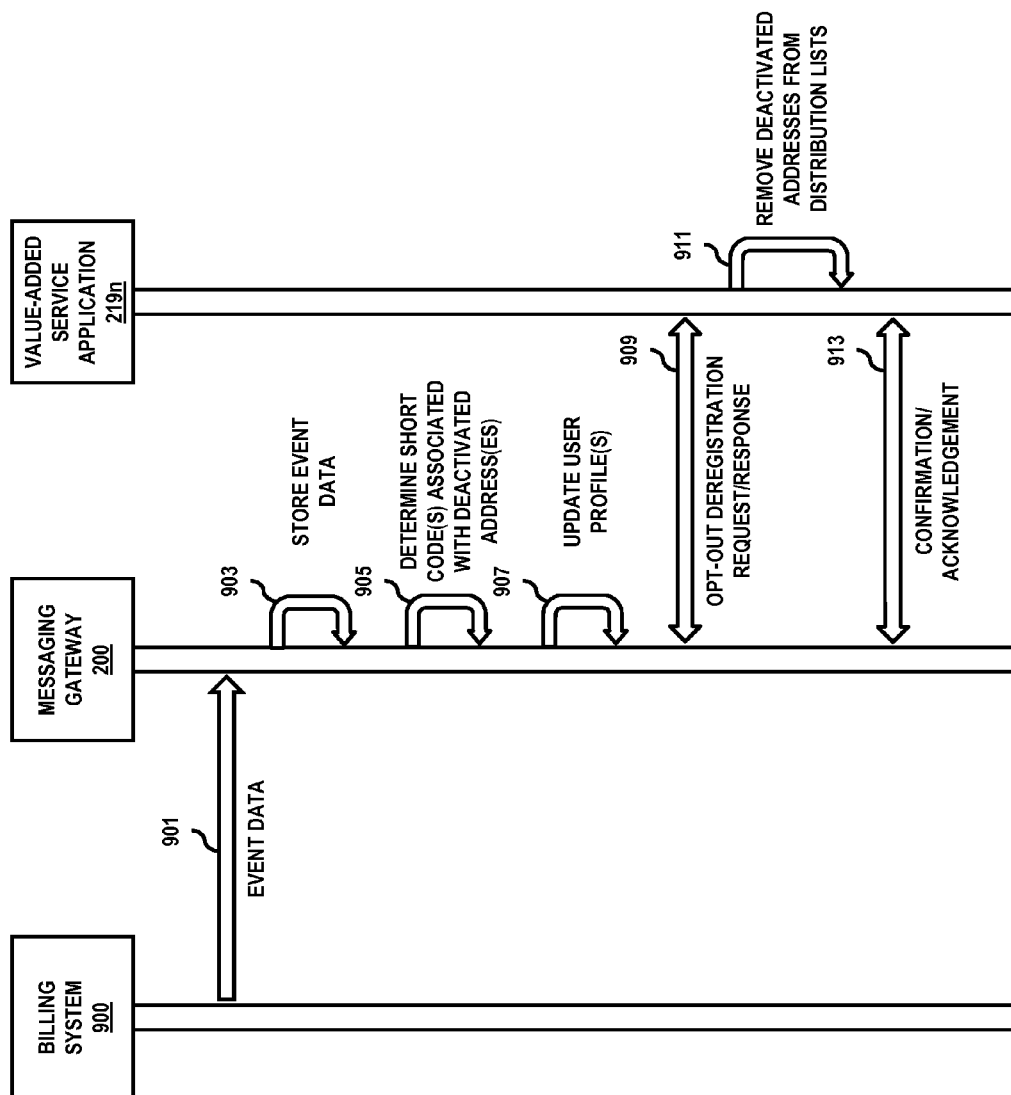 BILLING
SYSTEM
900
MESSAGING
GATEWAY
200
VALUE-ADDED
SERVICE
APPLICATION
219n
901
EVENT DATA
903
STORE EVENT
DATA
905
DETERMINE SHORT
CODE(S) ASSOCIATED
WITH DEACTIVATED
ADDRESS(ES)
907
UPDATE USER
PROFILE(S)
909
OPT-OUT DEREGISTRATION
REQUEST/RESPONSE
911
REMOVE DEACTIVATED
ADDRESSES FROM
DISTRIBUTION LISTS
913
CONFIRMATION/
ACKNOWLEDGEMENT